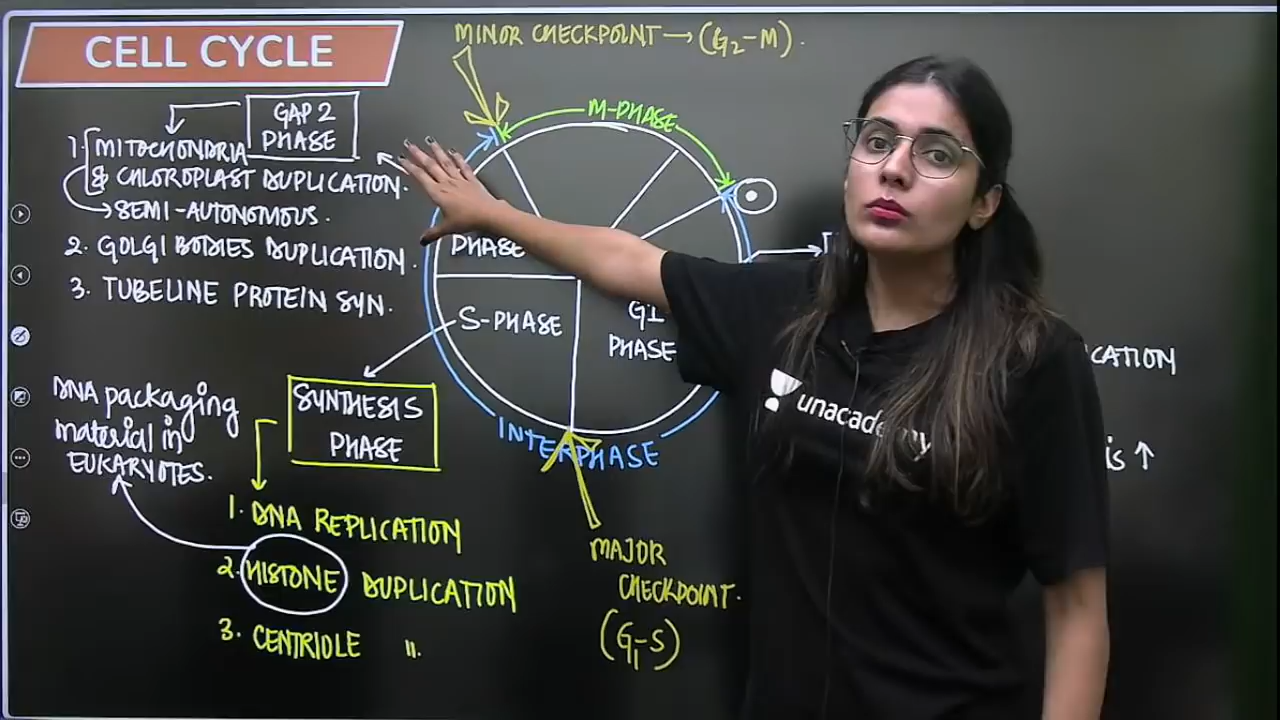 CELL CYCLE
MINOR CHECKPOINT → (G2-M).
GAP 2
PHASE
1. MITOCHONDRIA
& CHLOROPLAST DUPLICATION.
→ SEMI-AUTONOMOUS.
2. GOLGI BODIES DUPLICATION.
3. TUBELINE PROTEIN SYN.
M-PHASE
PHASE
S-PHASE
G1
PHASE
INTERPHASE
SYNTHESIS
PHASE
DNA packaging
material in
EUKARYOTES.
1. DNA REPLICATION
2. HISTONE DUPLICATION
3. CENTRIOLE ".
MAJOR
CHECKPOINT.
(G1-S)
is ↑
unacademy